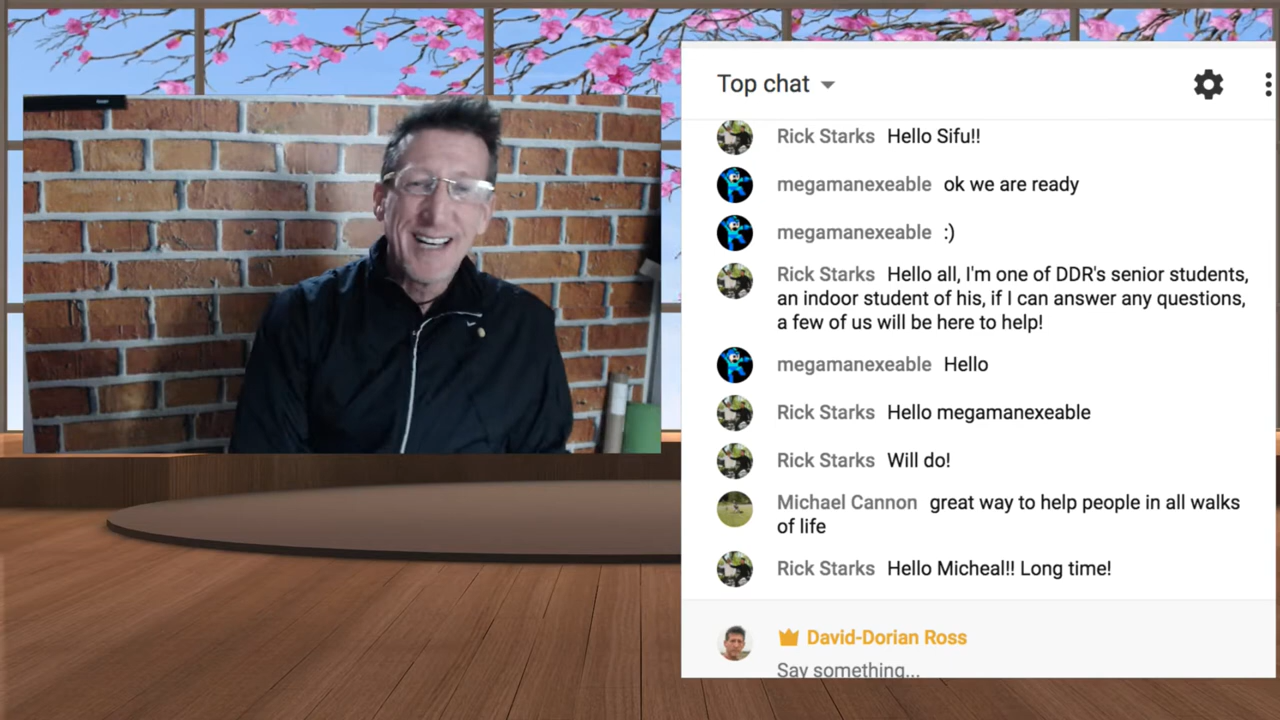 Top chat
Rick Starks Hello Sifu!!
megamanexeable ok we are ready
megamanexeable :)
Rick Starks Hello all, I'm one of DDR's senior students,
an indoor student of his, if I can answer any questions,
a few of us will be here to help!
megamanexeable Hello
Rick Starks Hello megamanexeable
Rick Starks Will do!
Michael Cannon great way to help people in all walks
of life
Rick Starks Hello Micheal!! Long time!
David-Dorian Ross
Say something...